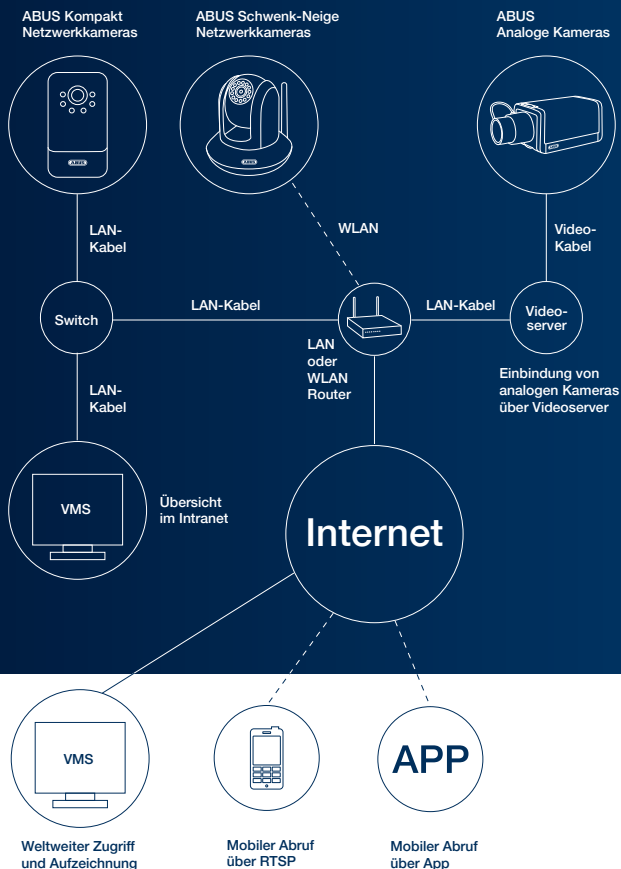 ABUS Kompakt
Netzwerkkameras
ABUS Schwenk-Neige
Netzwerkkameras
ABUS
Analoge Kameras
ABUS
ABUS
LAN-
Kabel
WLAN
Video-
Kabel
Switch
LAN-Kabel
LAN-Kabel
Video-
server
LAN
oder
WLAN
Router
Einbindung von
analogen Kameras
über Videoserver
LAN-
Kabel
VMS
Übersicht
im Intranet
Internet
VMS
APP
Weltweiter Zugriff
und Aufzeichnung
Mobiler Abruf
über RTSP
Mobiler Abruf
über App